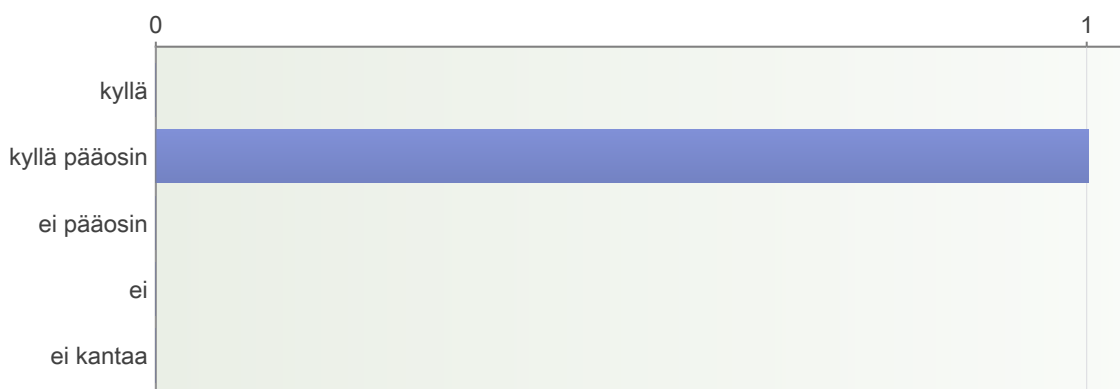 0 1
kyllä
kyllä pääosin
ei pääosin
ei
ei kantaa